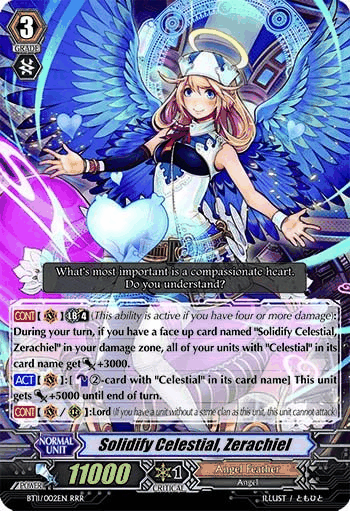 3
GRADE
What's most important is a compassionate heart.
Do you understand?
CONT [ ] LB 4 (This ability is active if you have four or more damage):
During your turn, if you have a face up card named "Solidify Celestial,
Zerachiel" in your damage zone, all of your units with "Celestial" in its
card name get +3000.
ACT [ ]:[ ②-card with "Celestial" in its card name] This unit
gets +5000 until end of turn.
CONT [ / ]:Lord (If you have a unit without a same clan as this unit, this unit cannot attack)
NORMAL
UNIT
Solidify Celestial, Zerachiel
POWER
11000
1
CRITICAL
Angel Feather
Angel
BT11/002EN RRR
ILLUST / ともひと